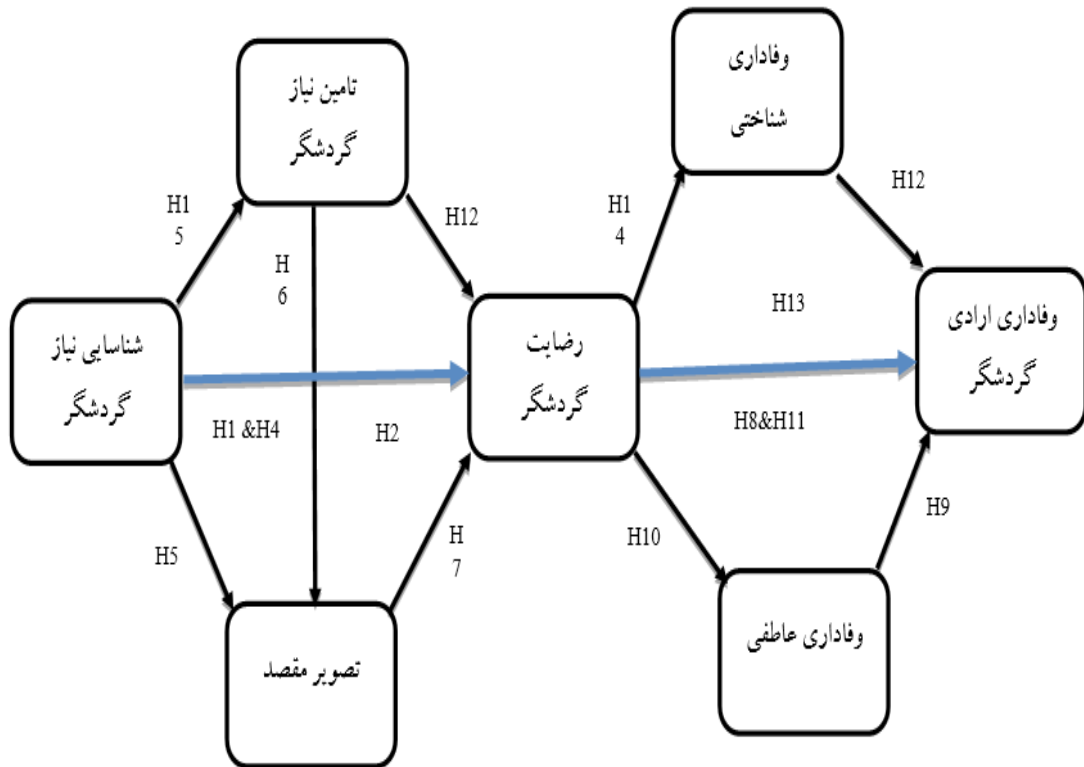 وفاداری
شناختی
تامین نیاز
گردشگر
H1
5
H12
H
6
H1
4
H12
شناسایی نیاز
گردشگر
رضایت
گردشگر
H13
وفاداری ارادی
گردشگر
H1 &H4
H2
H8&H11
H5
H
7
H10
H9
تصویر مقصد
وفاداری عاطفی